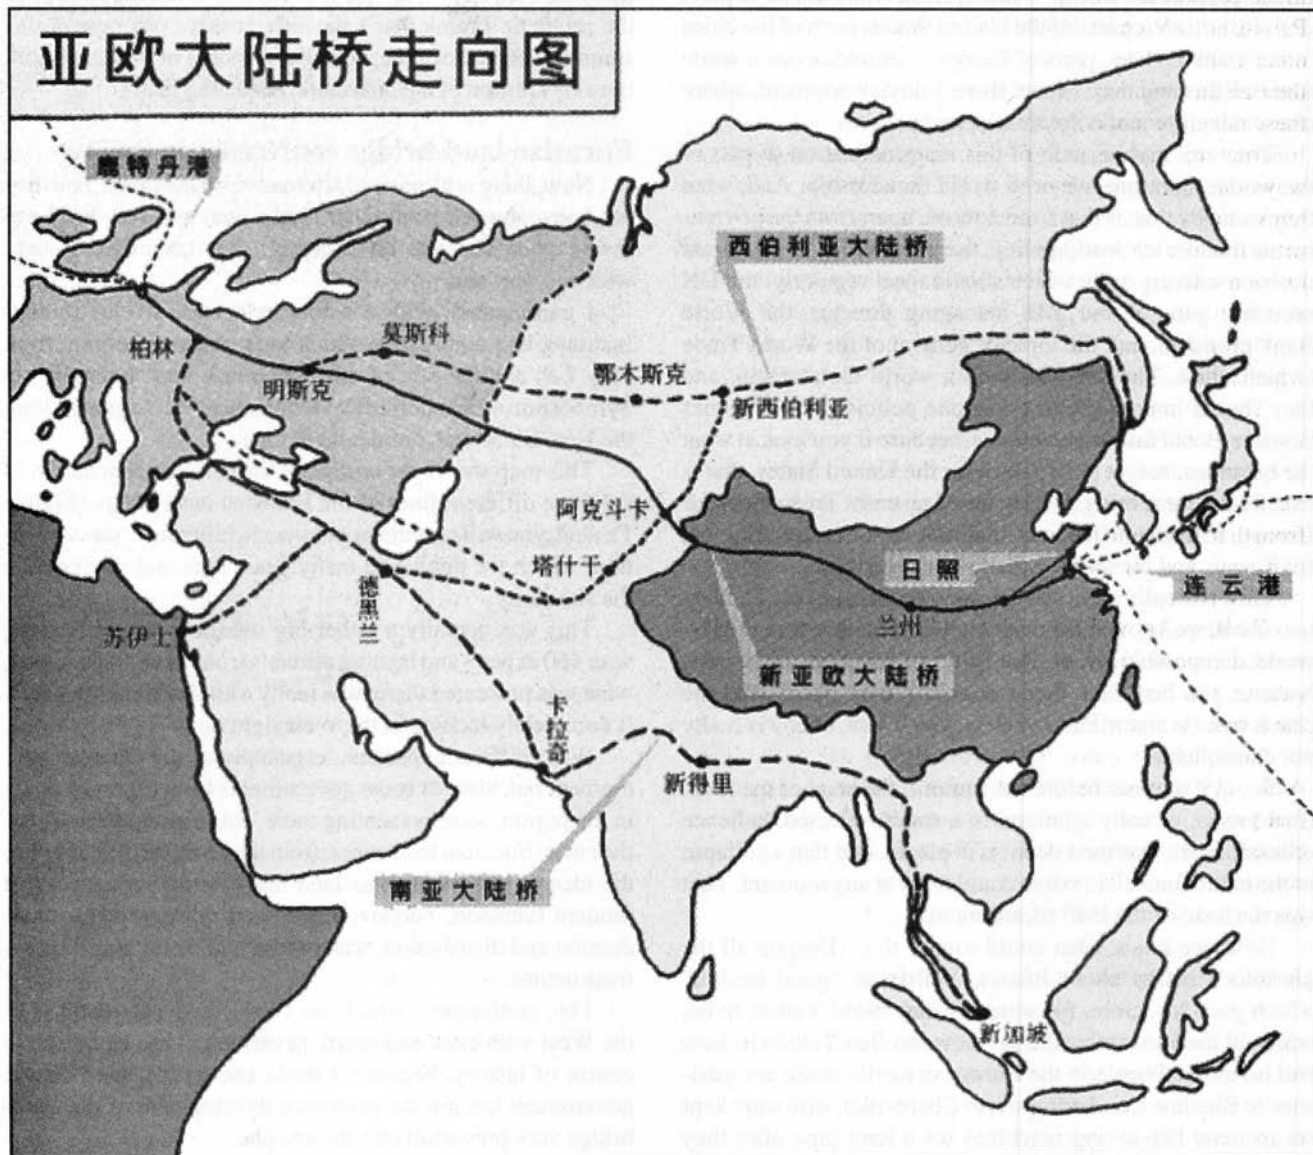 亚欧大陆桥走向图
鹿特丹港
西伯利亚大陆桥
莫斯科
柏林
明斯克
鄂木斯克
新西伯利亚
阿克斗卡
塔什干
日照
连云港
德黑兰
兰州
苏伊士
新亚欧大陆桥
卡拉奇
新得里
南亚大陆桥
新加坡